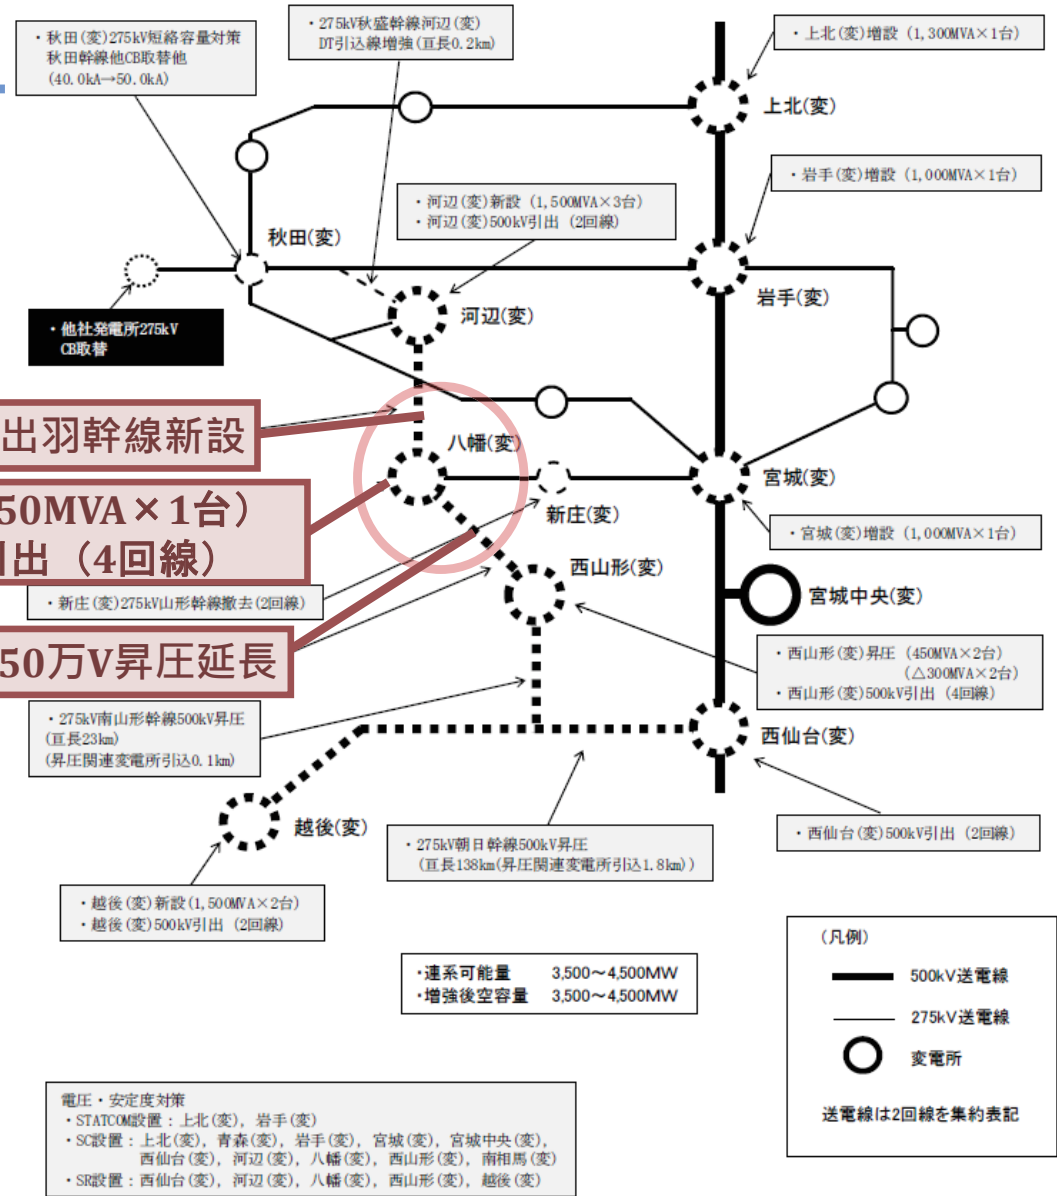 ・秋田(変)275kV短絡容量対策
秋田幹線他CB取替他
(40.0kA→50.0kA)
・275kV秋盛幹線河辺(変)
DT引込線増強(亘長0.2km)
・上北(変)増設(1,300MVA×1台)
上北(変)
・岩手(変)増設(1,000MVA×1台)
・河辺(変)新設(1,500MVA×3台)
・河辺(変)500kV引出(2回線)
秋田(変)
岩手(変)
河辺(変)
・他社発電所275kV
CB取替
出羽幹線新設
八幡(変)
宮城(変)
50MVA×1台)
引出(4回線)
新庄(変)
・宮城(変)増設(1,000MVA×1台)
西山形(変)
宮城中央(変)
・新庄(変)275kV山形幹線撤去(2回線)
50万V昇圧延長
・西山形(変)昇圧(450MVA×2台)
(△300MVA×2台)
・西山形(変)500kV引出(4回線)
・275kV南山形幹線500kV昇圧
(亘長23km)
(昇圧関連変電所引込0.1km)
西仙台(変)
越後(変)
・275kV朝日幹線500kV昇圧
(亘長138km(昇圧関連変電所引込1.8km))
・西仙台(変)500kV引出(2回線)
・越後(変)新設(1,500MVA×2台)
・越後(変)500kV引出(2回線)
・連系可能量 3,500～4,500MW
・増強後空容量 3,500～4,500MW
(凡例)
500kV送電線
275kV送電線
変電所
送電線は2回線を集約表記
電圧・安定度対策
・STATCOM設置：上北(変)，岩手(変)
・SC設置：上北(変)，青森(変)，岩手(変)，宮城(変)，宮城中央(変)，
西仙台(変)，河辺(変)，八幡(変)，西山形(変)，南相馬(変)
・SR設置：西仙台(変)，河辺(変)，八幡(変)，西山形(変)，越後(変)